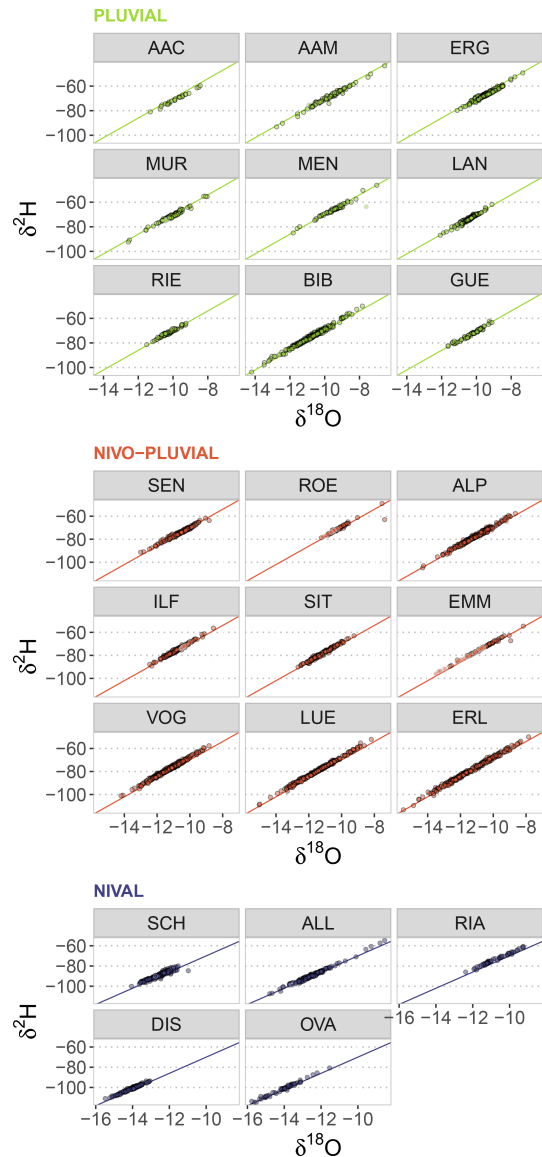 PLUVIAL
AAC AAM ERG
−60
−80
−100
MUR MEN LAN
−60
−80
−100
δ²H
RIE BIB GUE
−60
−80
−100
−14 −12 −10 −8 −14 −12 −10 −8 −14 −12 −10 −8
δ¹⁸O
NIVO−PLUVIAL
SEN ROE ALP
−60
−80
−100
ILF SIT EMM
−60
−80
−100
δ²H
VOG LUE ERL
−60
−80
−100
−14 −12 −10 −8 −14 −12 −10 −8 −14 −12 −10 −8
δ¹⁸O
NIVAL
SCH ALL RIA
−60
−80
−100
−16 −14 −12 −10
δ²H
DIS OVA
−60
−80
−100
−16 −14 −12 −10 −16 −14 −12 −10
δ¹⁸O